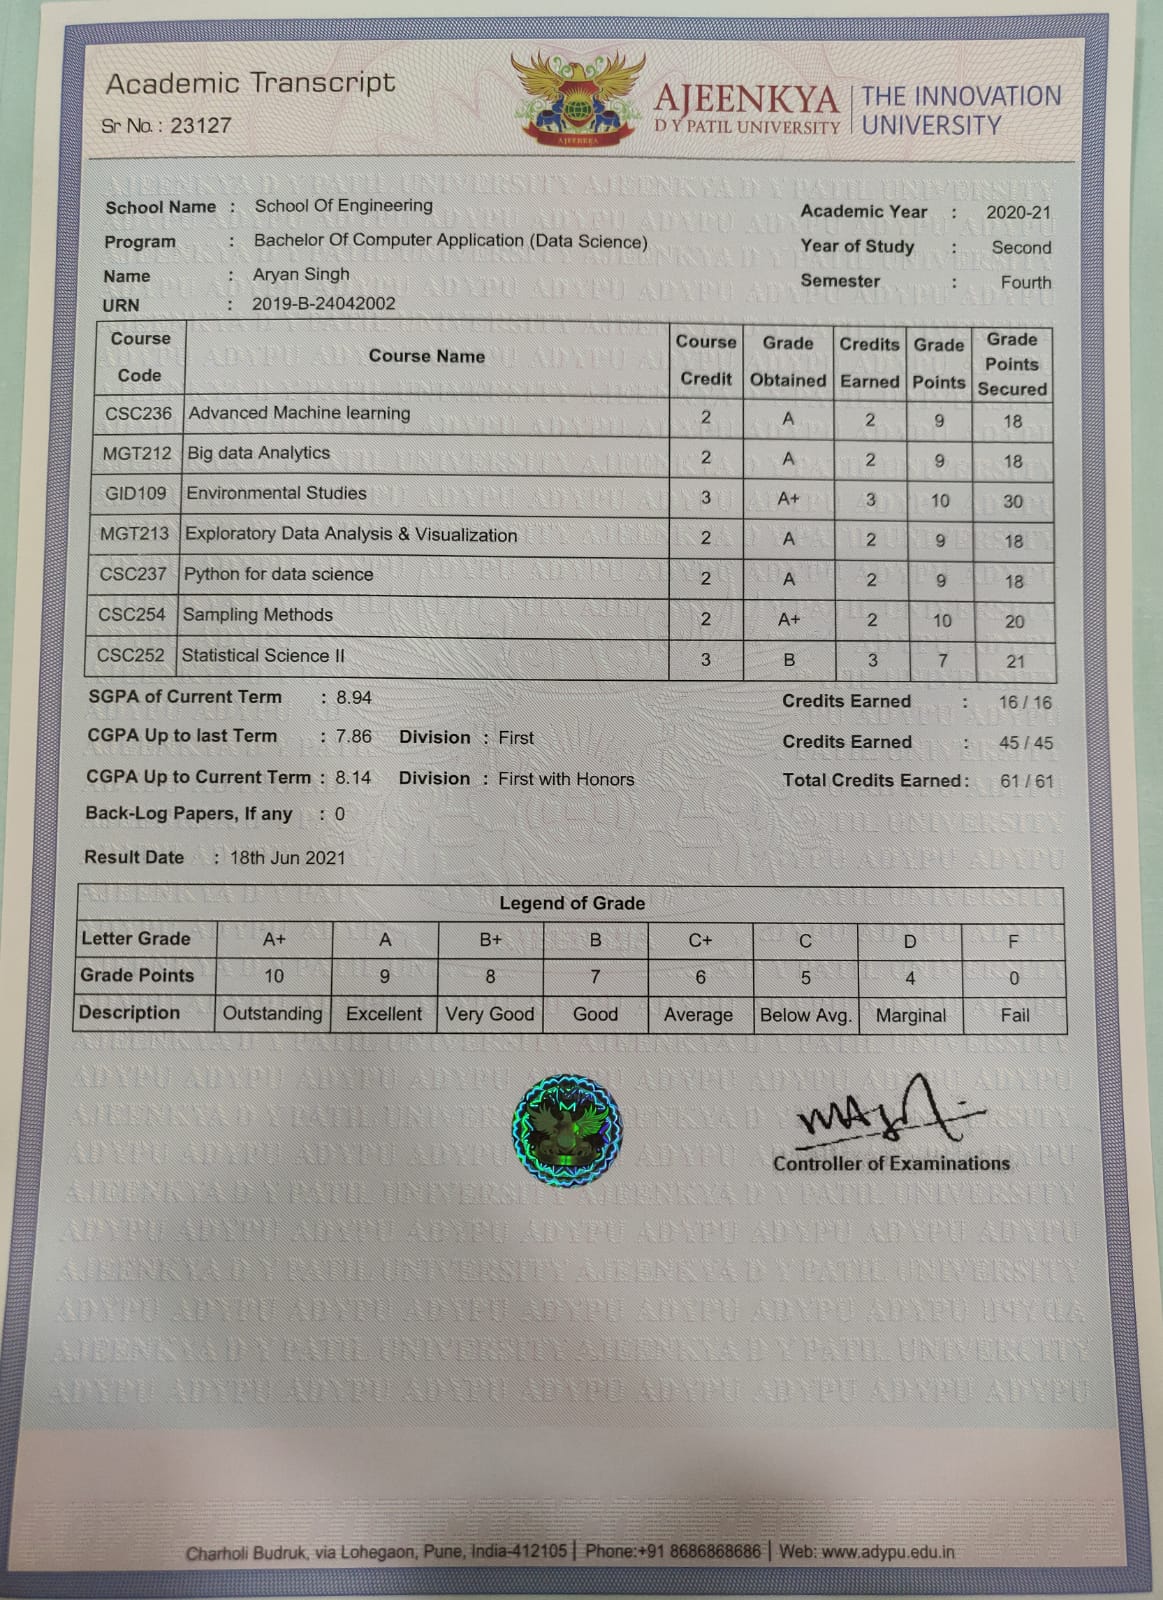 Academic Transcript
Sr No. : 23127
AJEENKYA
D Y PATIL UNIVERSITY
THE INNOVATION
UNIVERSITY
School Name : School Of Engineering
Program : Bachelor Of Computer Application (Data Science)
Name : Aryan Singh
URN : 2019-B-24042002
Academic Year : 2020-21
Year of Study : Second
Semester : Fourth
Course Code Course Name Course Credit Grade Obtained Credits Earned Grade Points Grade Points Secured
CSC236 Advanced Machine learning 2 A 2 9 18
MGT212 Big data Analytics 2 A 2 9 18
GID109 Environmental Studies 3 A+ 3 10 30
MGT213 Exploratory Data Analysis & Visualization 2 A 2 9 18
CSC237 Python for data science 2 A 2 9 18
CSC254 Sampling Methods 2 A+ 2 10 20
CSC252 Statistical Science II 3 B 3 7 21
SGPA of Current Term : 8.94 Credits Earned : 16 / 16
CGPA Up to last Term : 7.86 Division : First Credits Earned : 45 / 45
CGPA Up to Current Term : 8.14 Division : First with Honors Total Credits Earned : 61 / 61
Back-Log Papers, If any : 0
Result Date : 18th Jun 2021
Legend of Grade
Letter Grade A+ A B+ B C+ C D F
Grade Points 10 9 8 7 6 5 4 0
Description Outstanding Excellent Very Good Good Average Below Avg. Marginal Fail
Controller of Examinations
Charholi Budruk, via Lohegaon, Pune, India-412105 | Phone:+91 8686868686 | Web: www.adypu.edu.in